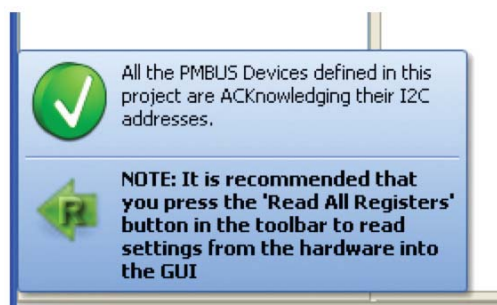 All the PMBUS Devices defined in this
project are ACKnowledging their I2C
addresses.
NOTE: It is recommended that
you press the 'Read All Registers'
button in the toolbar to read
settings from the hardware into
the GUI
R